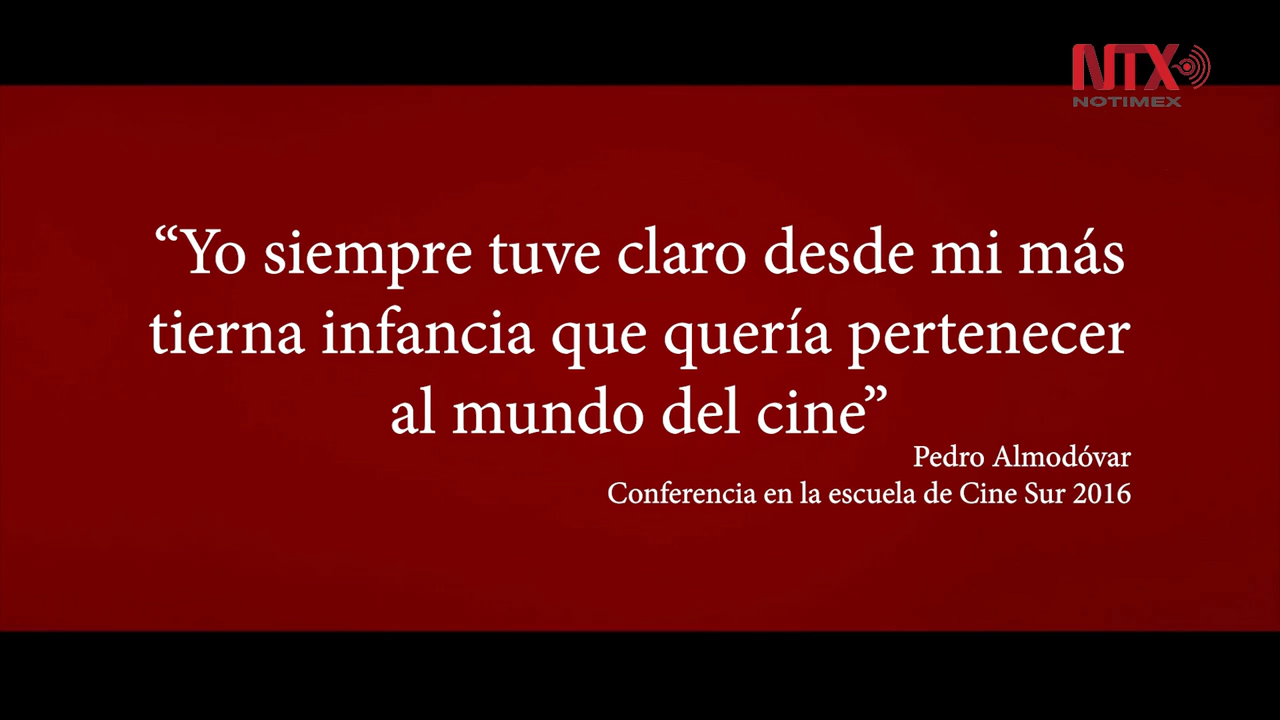 NTX
NOTIMEX
“Yo siempre tuve claro desde mi más
tierna infancia que quería pertenecer
al mundo del cine”
Pedro Almodóvar
Conferencia en la escuela de Cine Sur 2016